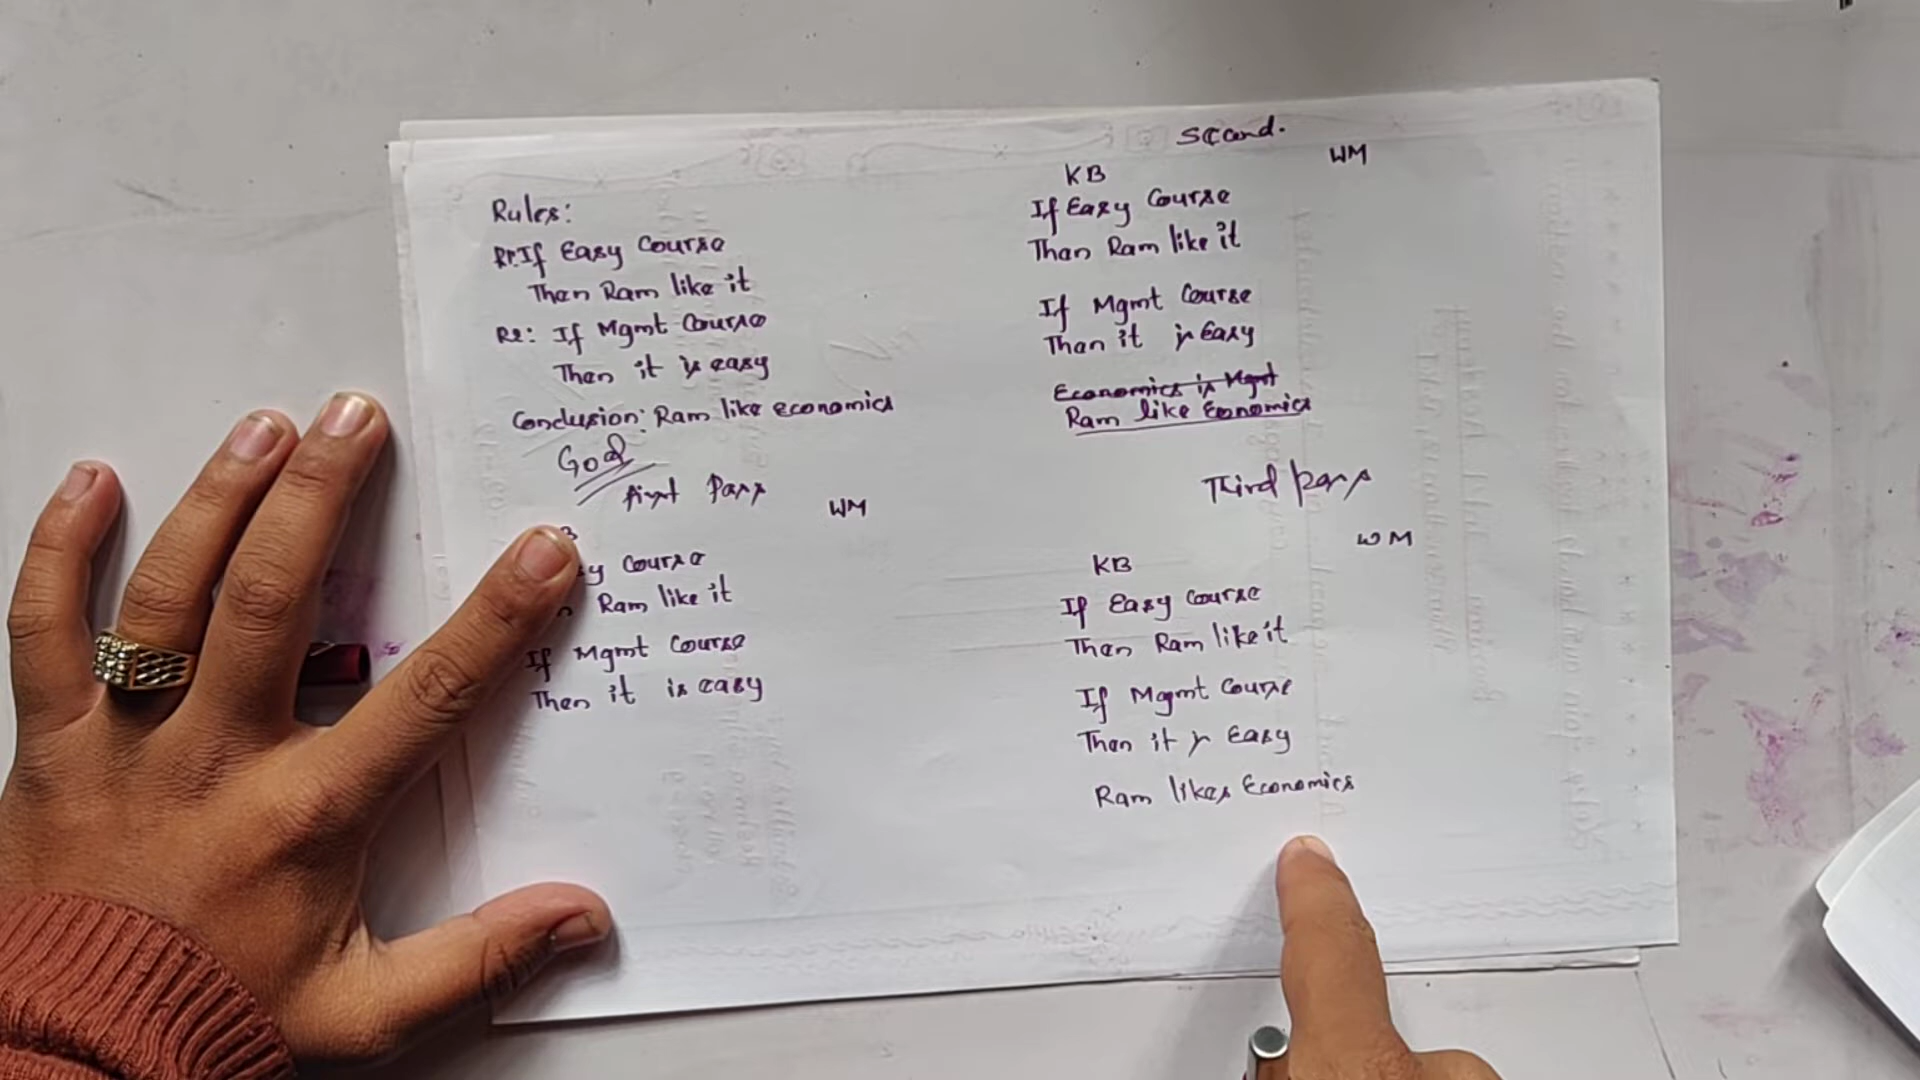 Rules:
R1: If Easy Course
Then Ram like it
R2: If Mgmt Course
Then it is easy
Conclusion: Ram like economics
Goal
First Pass
WM
B
y Course
n Ram like it
If Mgmt Course
Then it is easy
Second.
KB
WM
If Easy Course
Then Ram like it
If Mgmt Course
Then it is Easy
Economics is Mgmt
Ram like Economics
Third pass
KB
WM
If Easy Course
Then Ram like it
If Mgmt Course
Then it is Easy
Ram likes Economics